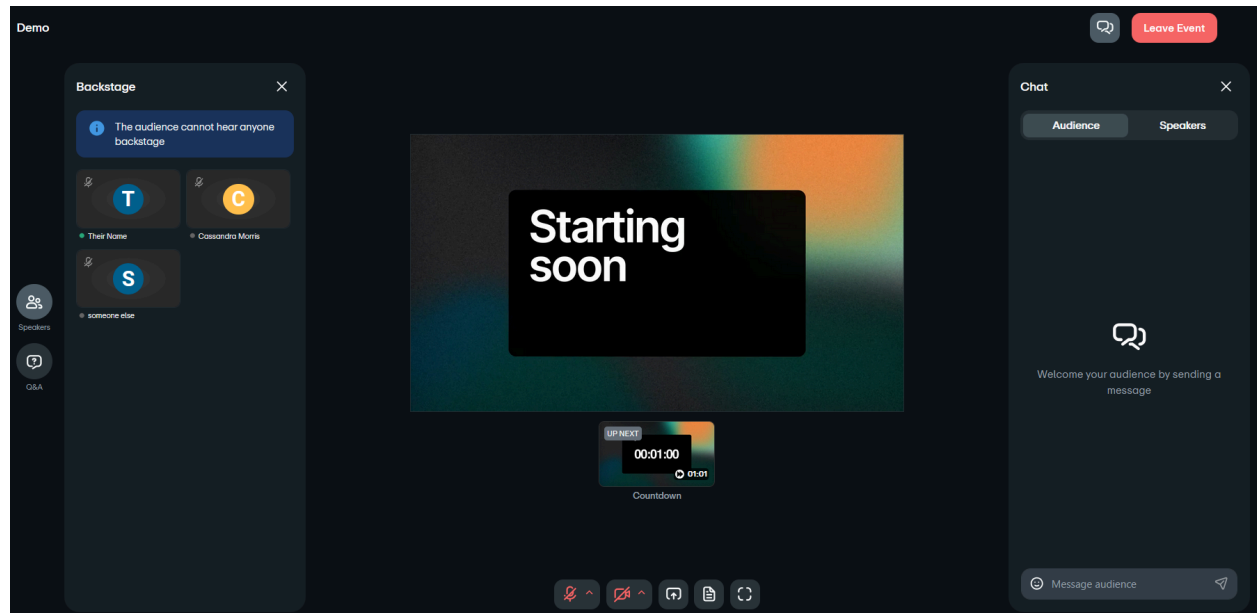 Demo
Leave Event
Backstage
The audience cannot hear anyone
backstage
T
C
Their Name
Cassandra Morris
S
someone else
Speakers
Q&A
Starting
soon
UP NEXT
00:01:00
01:01
Countdown
Chat
Audience
Speakers
Welcome your audience by sending a
message
Message audience